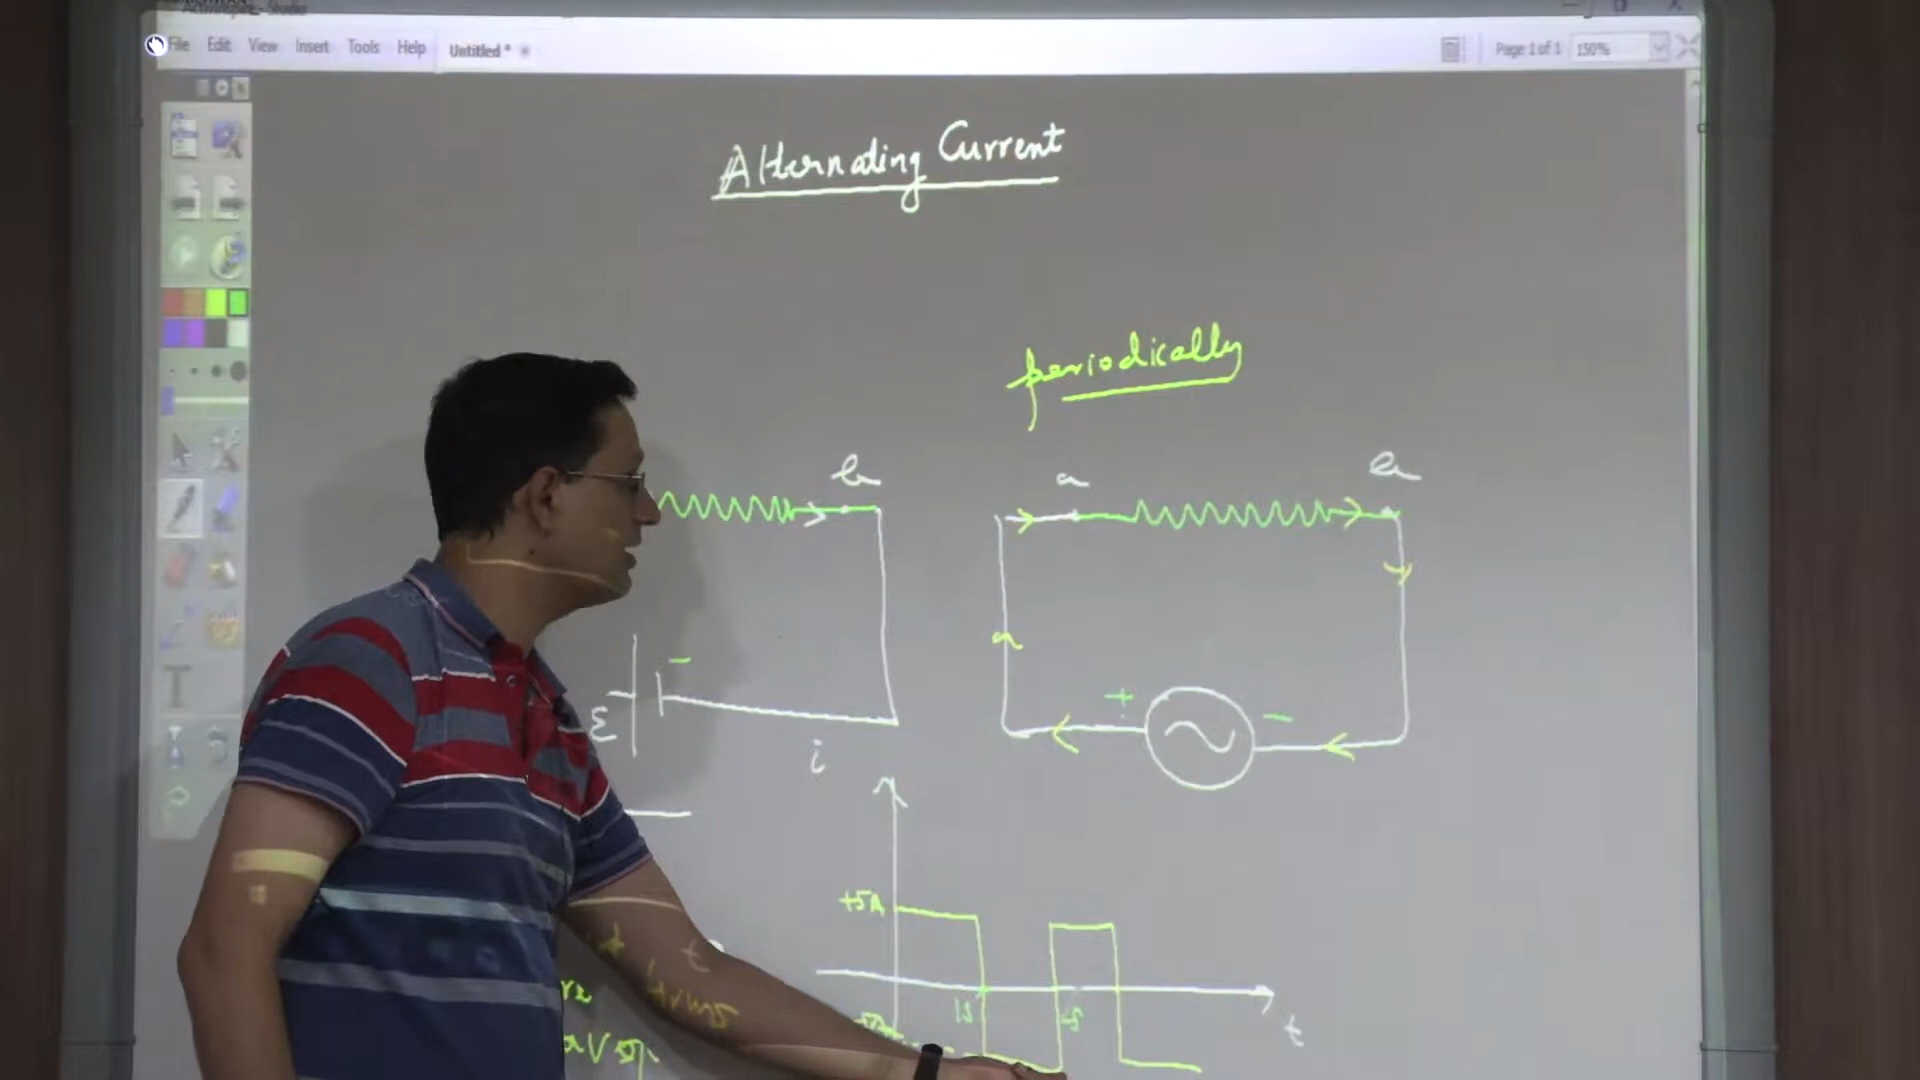 File Edit View Insert Tools Help Untitled * Page 1 of 1 150%
Alternating Current
periodically
b a b
+ - -
ε i
+5A
1s
t
t